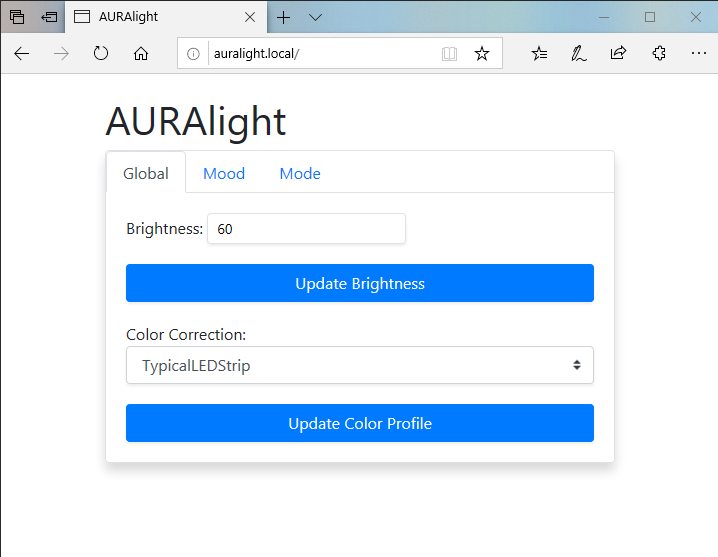 AURAlight
auralight.local/
AURAlight
Global Mood Mode
Brightness: 60
Update Brightness
Color Correction:
TypicalLEDStrip
Update Color Profile